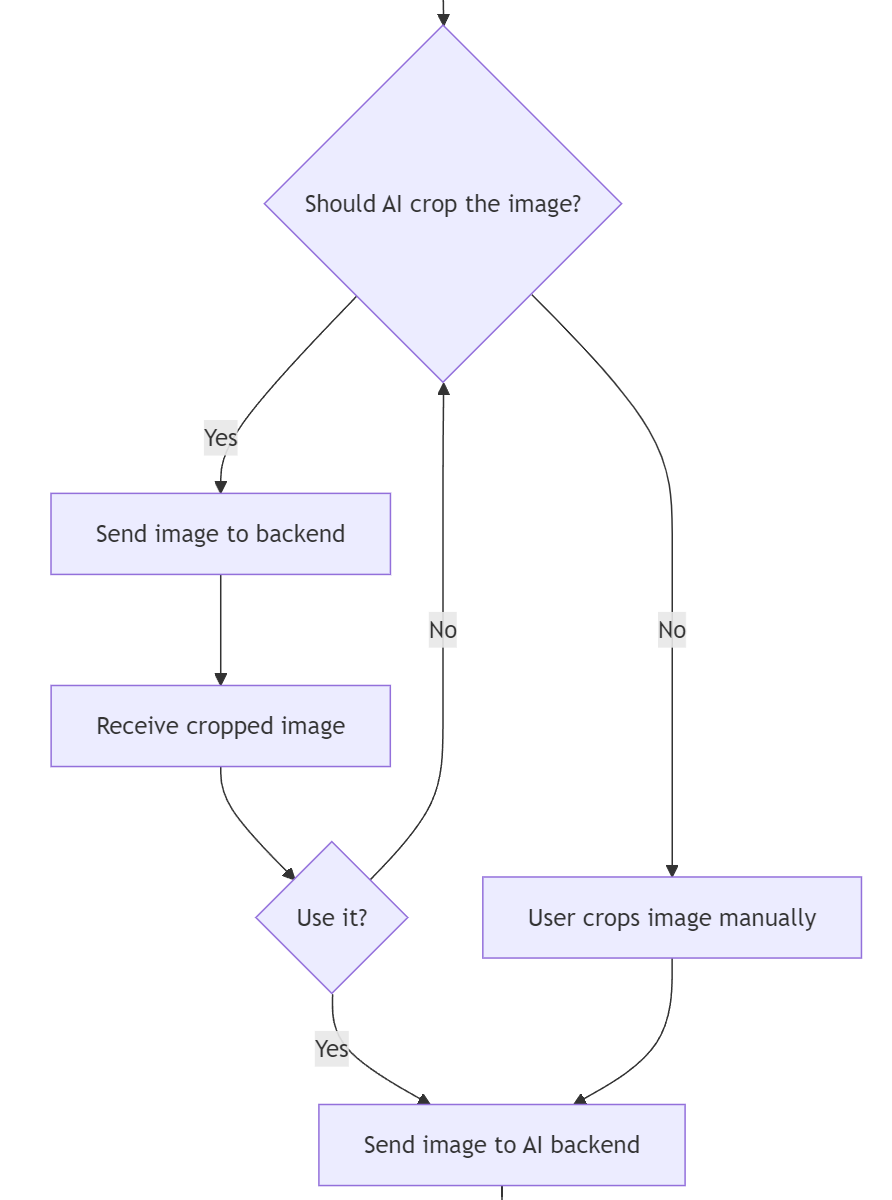 Should AI crop the image?
Yes
Send image to backend
No
No
Receive cropped image
Use it?
User crops image manually
Yes
Send image to AI backend